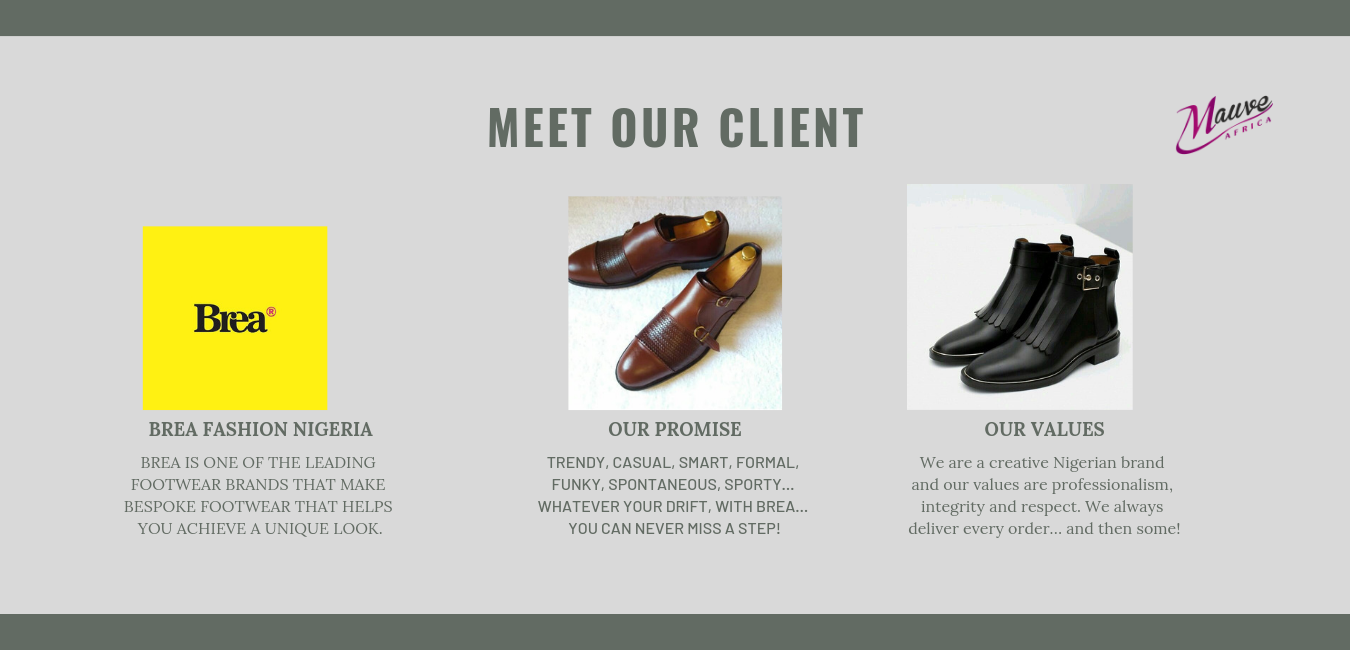 MEET OUR CLIENT
Mauve
AFRICA
Brea®
BREA FASHION NIGERIA
BREA IS ONE OF THE LEADING
FOOTWEAR BRANDS THAT MAKE
BESPOKE FOOTWEAR THAT HELPS
YOU ACHIEVE A UNIQUE LOOK.
OUR PROMISE
TRENDY, CASUAL, SMART, FORMAL,
FUNKY, SPONTANEOUS, SPORTY...
WHATEVER YOUR DRIFT, WITH BREA...
YOU CAN NEVER MISS A STEP!
OUR VALUES
We are a creative Nigerian brand
and our values are professionalism,
integrity and respect. We always
deliver every order... and then some!